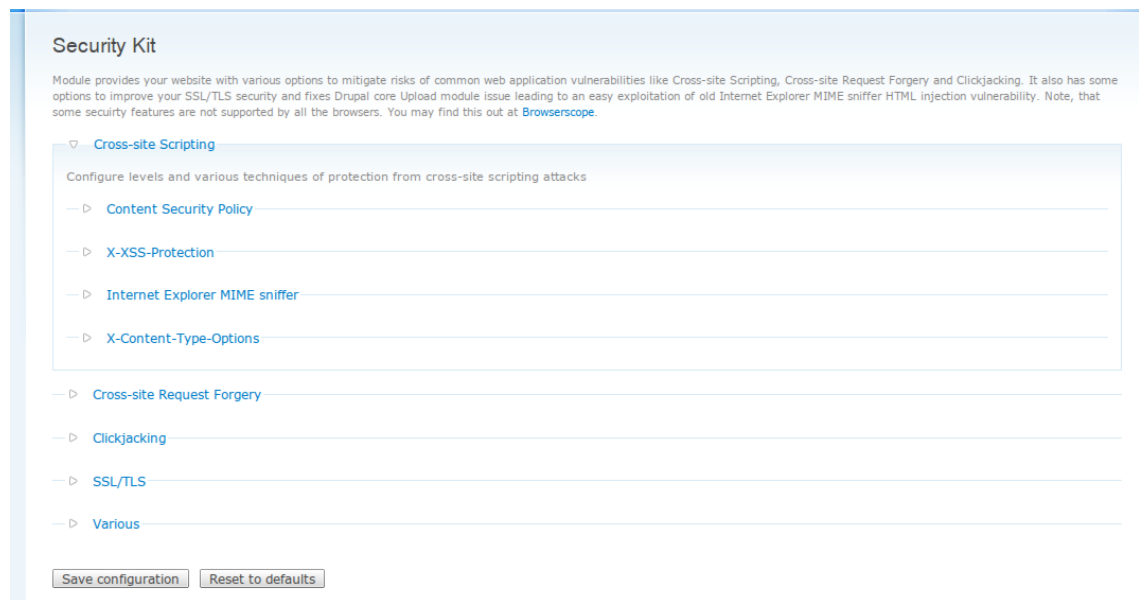 Security Kit
Module provides your website with various options to mitigate risks of common web application vulnerabilities like Cross-site Scripting, Cross-site Request Forgery and Clickjacking. It also has some
options to improve your SSL/TLS security and fixes Drupal core Upload module issue leading to an easy exploitation of old Internet Explorer MIME sniffer HTML injection vulnerability. Note, that
some secuirty features are not supported by all the browsers. You may find this out at Browserscope.
Cross-site Scripting
Configure levels and various techniques of protection from cross-site scripting attacks
Content Security Policy
X-XSS-Protection
Internet Explorer MIME sniffer
X-Content-Type-Options
Cross-site Request Forgery
Clickjacking
SSL/TLS
Various
Save configuration Reset to defaults